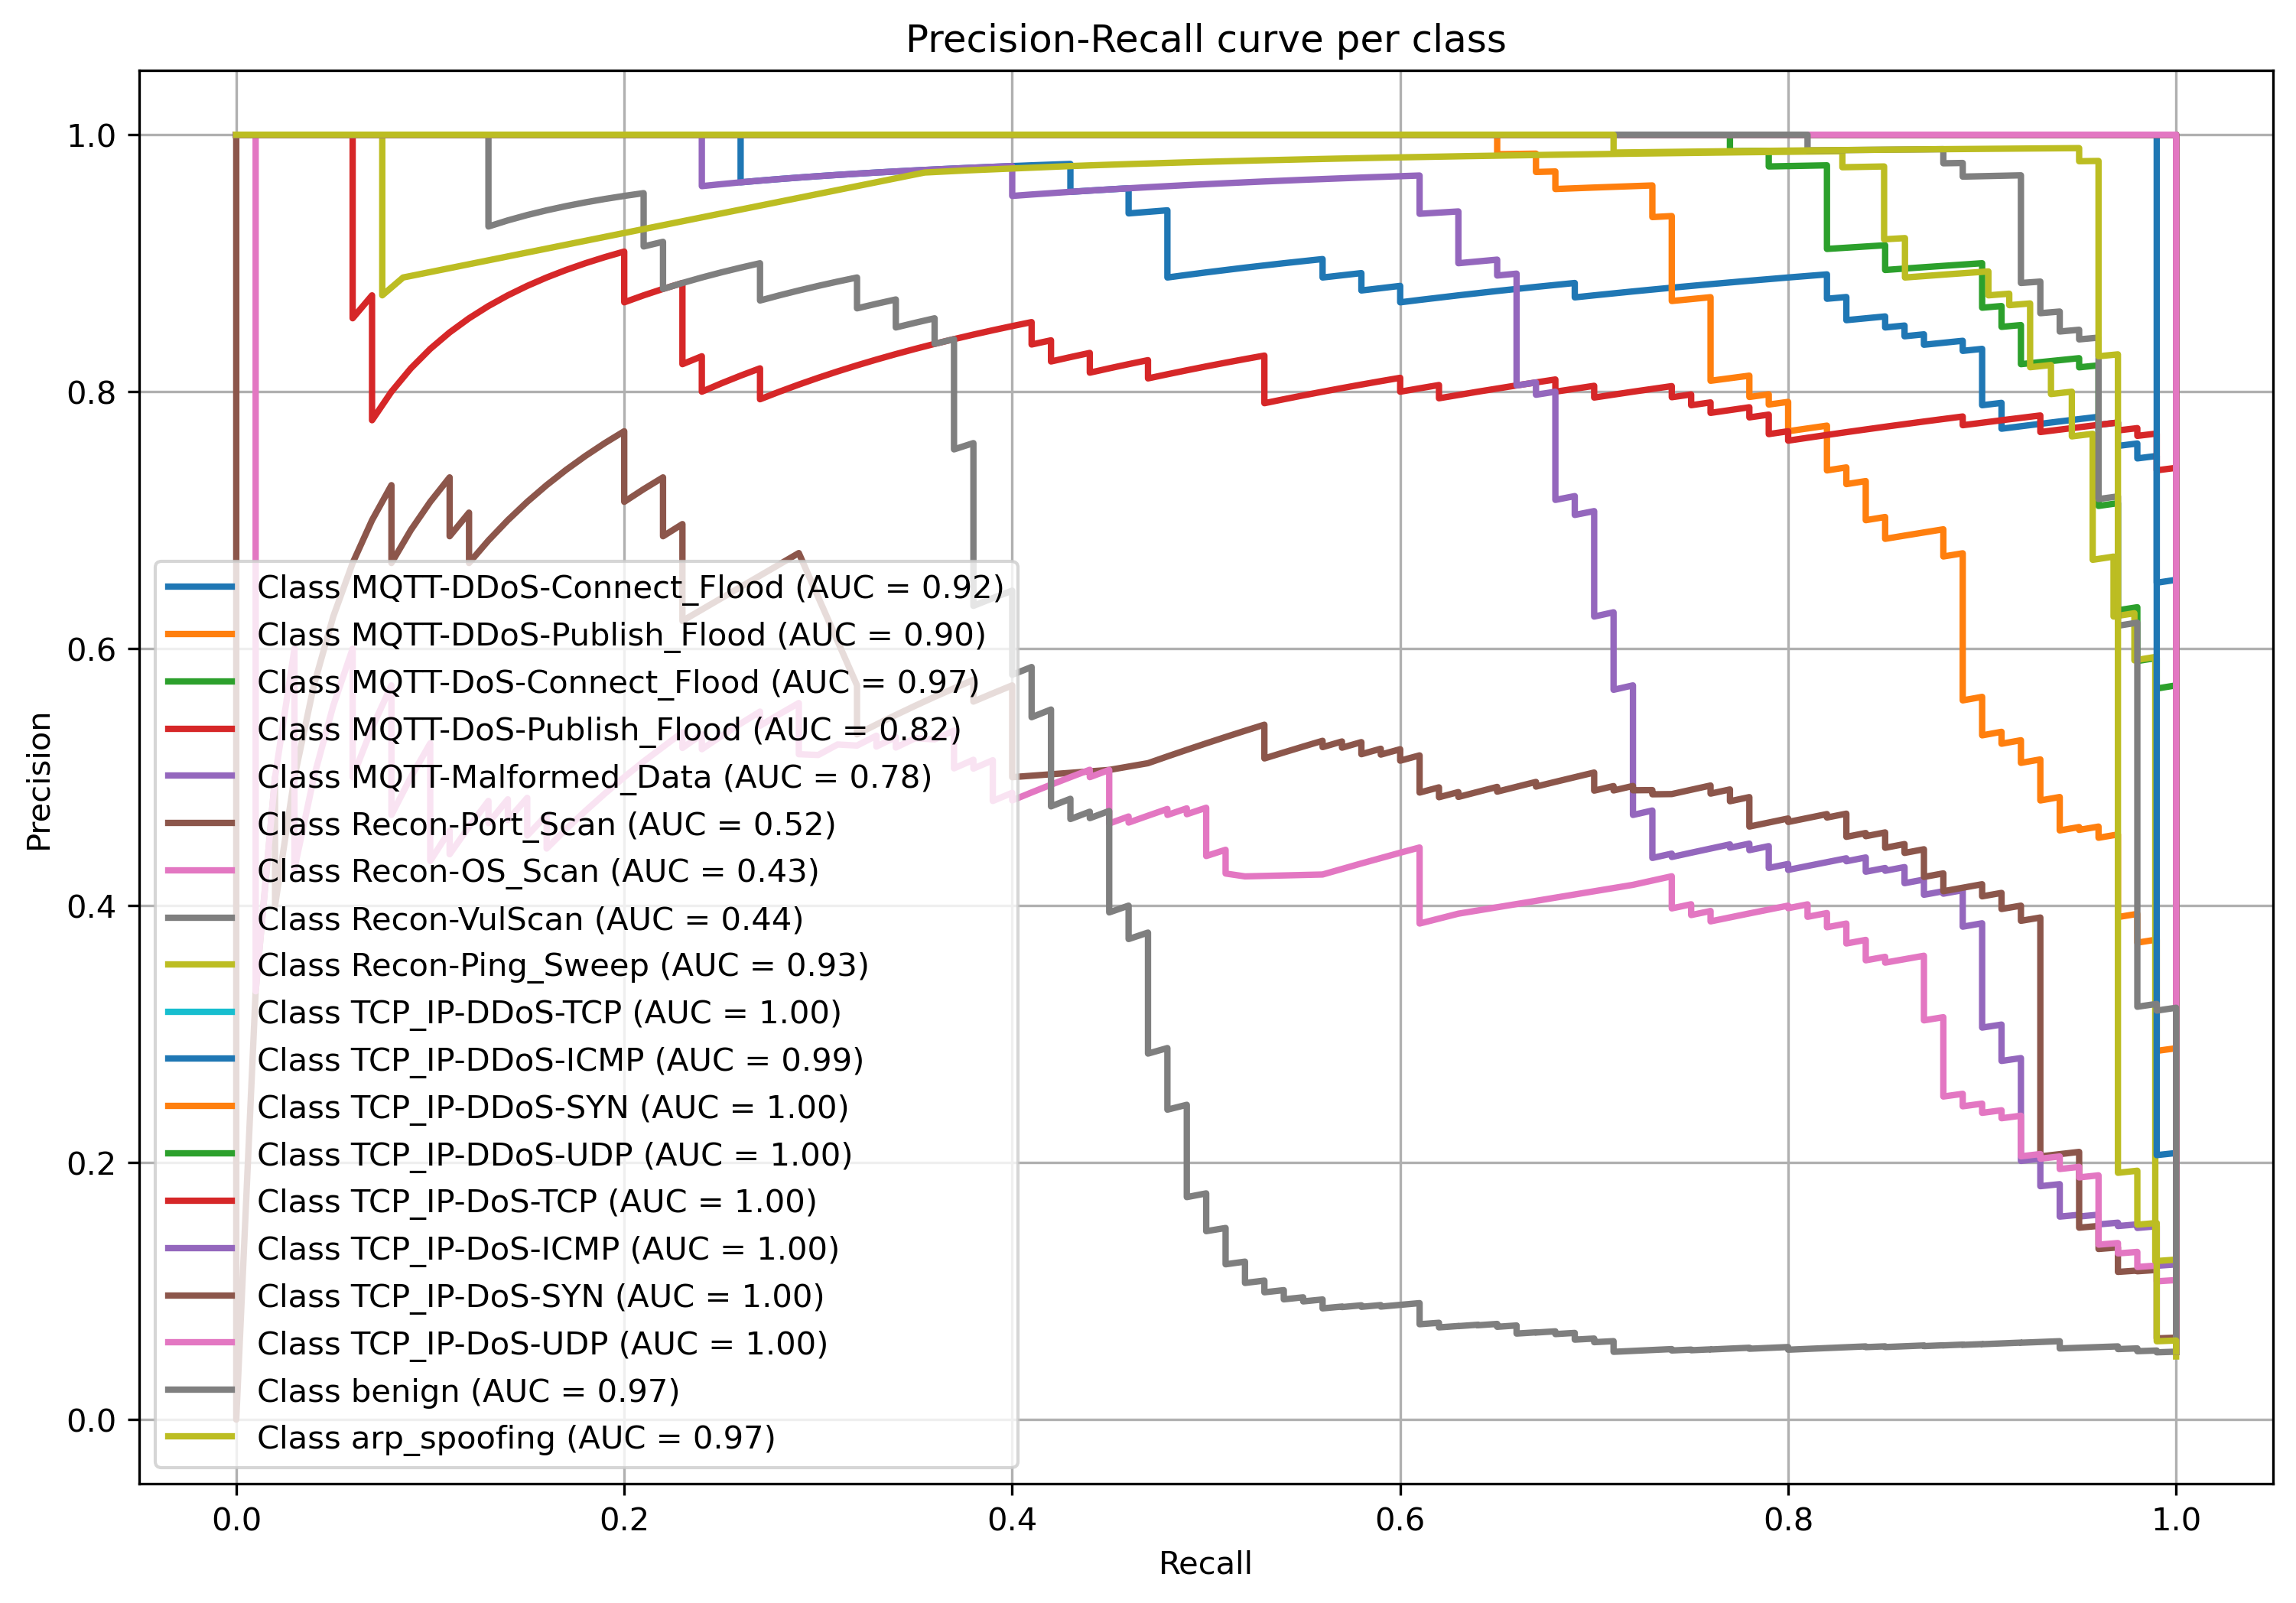 Precision-Recall curve per class
1.0
0.8
0.6
0.4
0.2
0.0
Precision
Class MQTT-DDoS-Connect_Flood (AUC = 0.92)
Class MQTT-DDoS-Publish_Flood (AUC = 0.90)
Class MQTT-DoS-Connect_Flood (AUC = 0.97)
Class MQTT-DoS-Publish_Flood (AUC = 0.82)
Class MQTT-Malformed_Data (AUC = 0.78)
Class Recon-Port_Scan (AUC = 0.52)
Class Recon-OS_Scan (AUC = 0.43)
Class Recon-VulScan (AUC = 0.44)
Class Recon-Ping_Sweep (AUC = 0.93)
Class TCP_IP-DDoS-TCP (AUC = 1.00)
Class TCP_IP-DDoS-ICMP (AUC = 0.99)
Class TCP_IP-DDoS-SYN (AUC = 1.00)
Class TCP_IP-DDoS-UDP (AUC = 1.00)
Class TCP_IP-DoS-TCP (AUC = 1.00)
Class TCP_IP-DoS-ICMP (AUC = 1.00)
Class TCP_IP-DoS-SYN (AUC = 1.00)
Class TCP_IP-DoS-UDP (AUC = 1.00)
Class benign (AUC = 0.97)
Class arp_spoofing (AUC = 0.97)
0.0 0.2 0.4 0.6 0.8 1.0
Recall